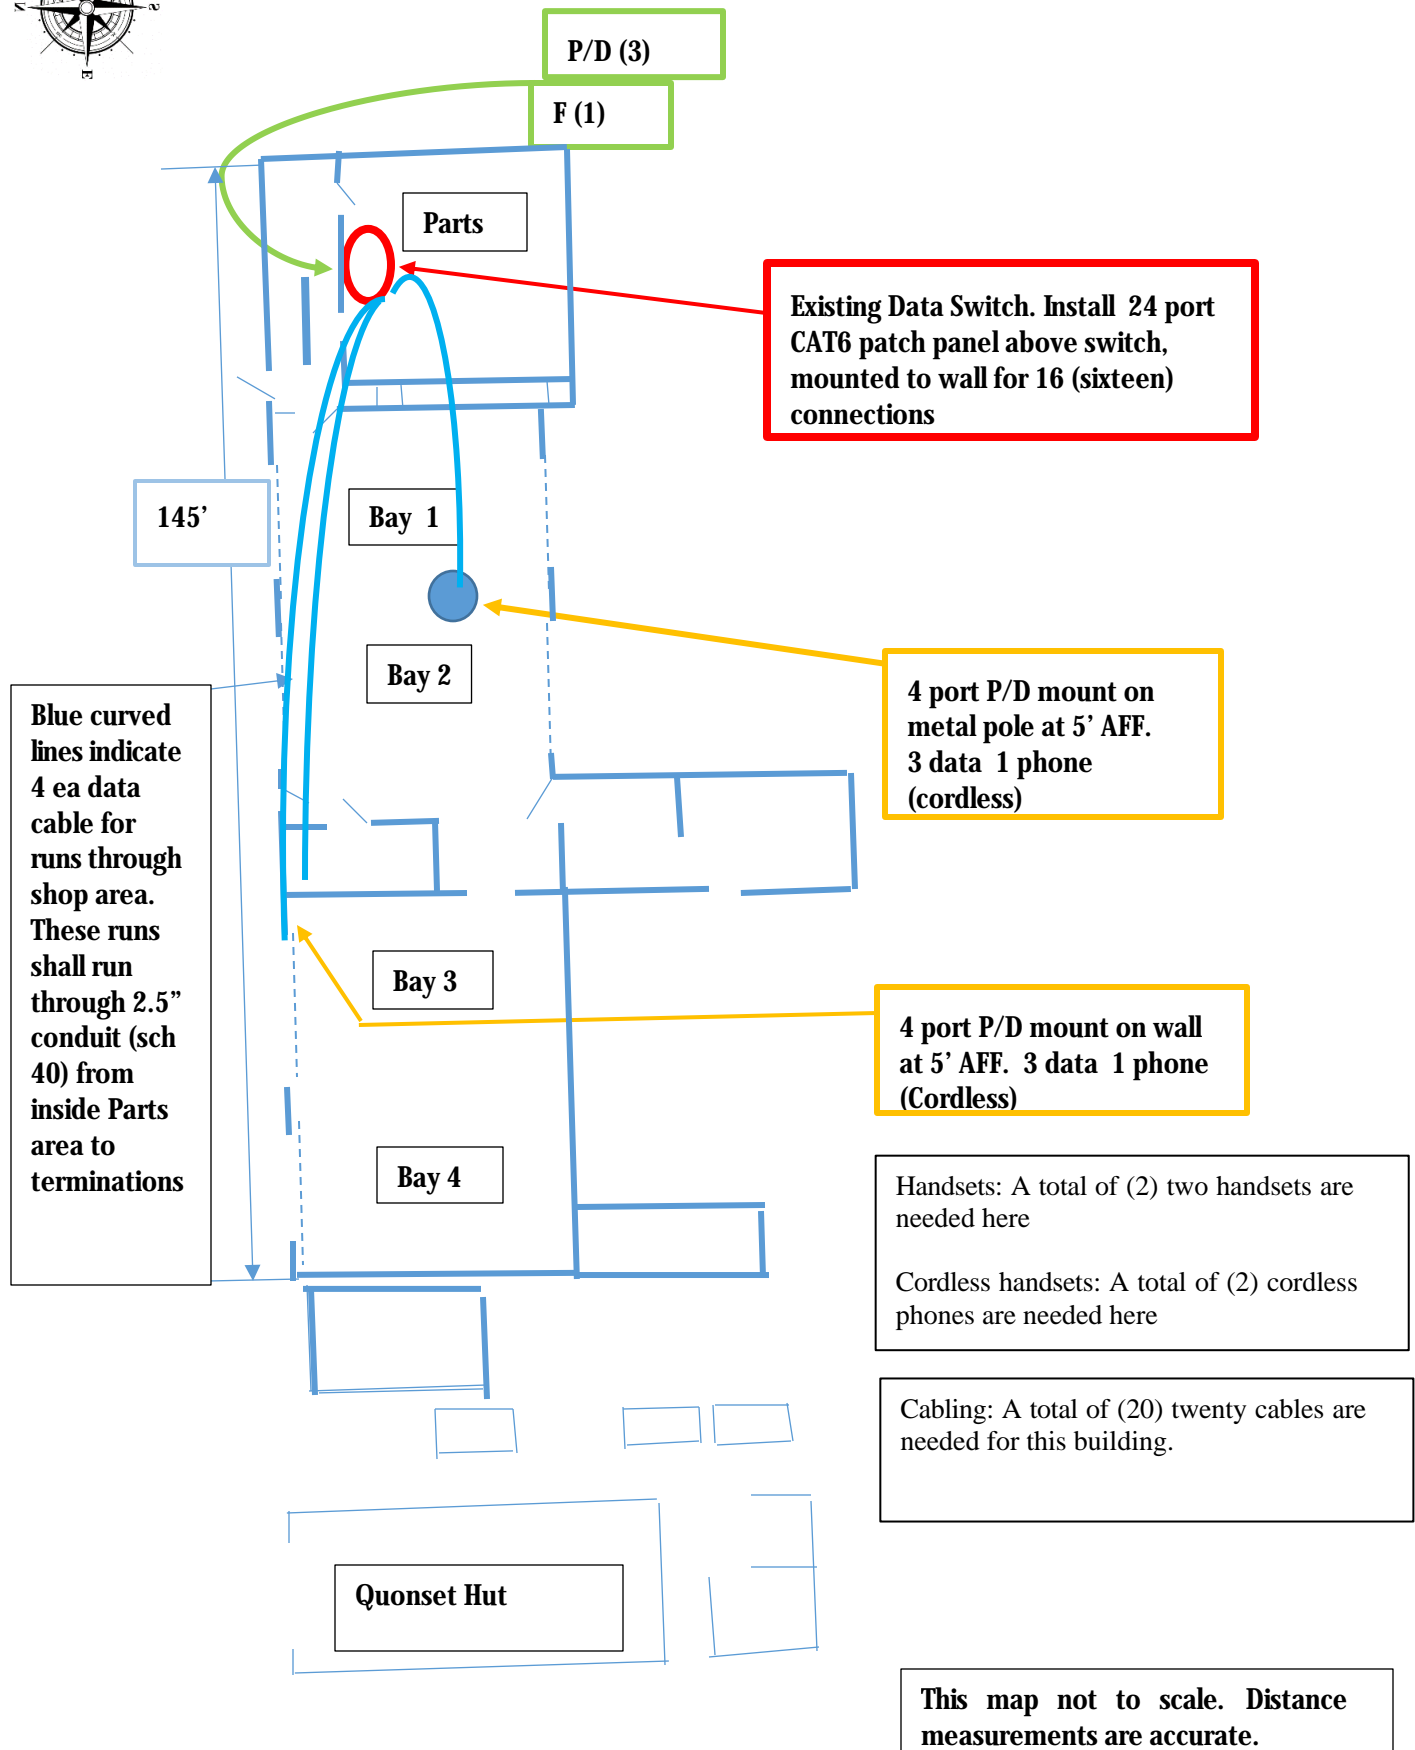 N
S
E
P/D (3)
F (1)
Parts
Existing Data Switch. Install 24 port
CAT6 patch panel above switch,
mounted to wall for 16 (sixteen)
connections
145’
Bay 1
Bay 2
4 port P/D mount on
metal pole at 5’ AFF.
3 data 1 phone
(cordless)
Blue curved
lines indicate
4 ea data
cable for
runs through
shop area.
These runs
shall run
through 2.5”
conduit (sch
40) from
inside Parts
area to
terminations
Bay 3
4 port P/D mount on wall
at 5’ AFF. 3 data 1 phone
(Cordless)
Bay 4
Handsets: A total of (2) two handsets are
needed here
Cordless handsets: A total of (2) cordless
phones are needed here
Cabling: A total of (20) twenty cables are
needed for this building.
Quonset Hut
This map not to scale. Distance
measurements are accurate.